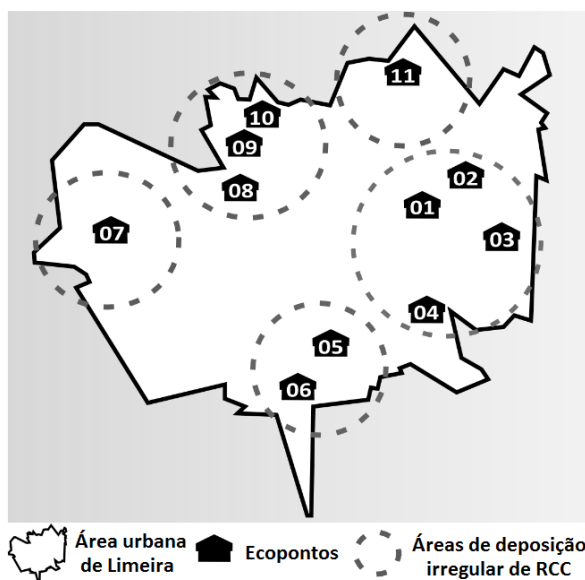 11
10
09
08
02
01
07
03
04
05
06
Área urbana
de Limeira
Ecopontos
Áreas de deposição
irregular de RCC